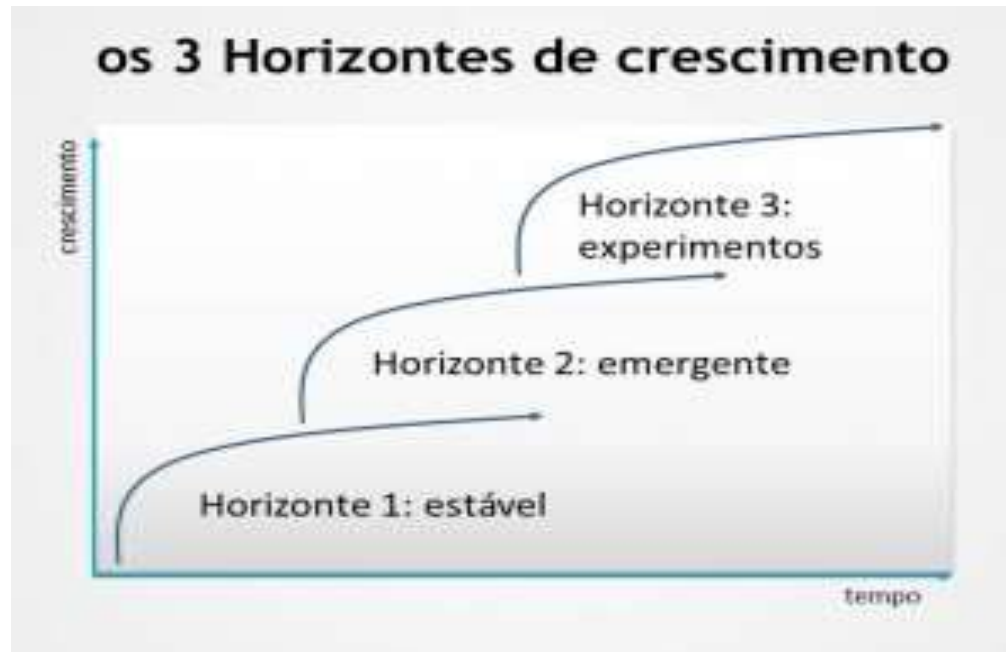 os 3 Horizontes de crescimento
crescimento
Horizonte 3:
experimentos
Horizonte 2: emergente
Horizonte 1: estável
tempo